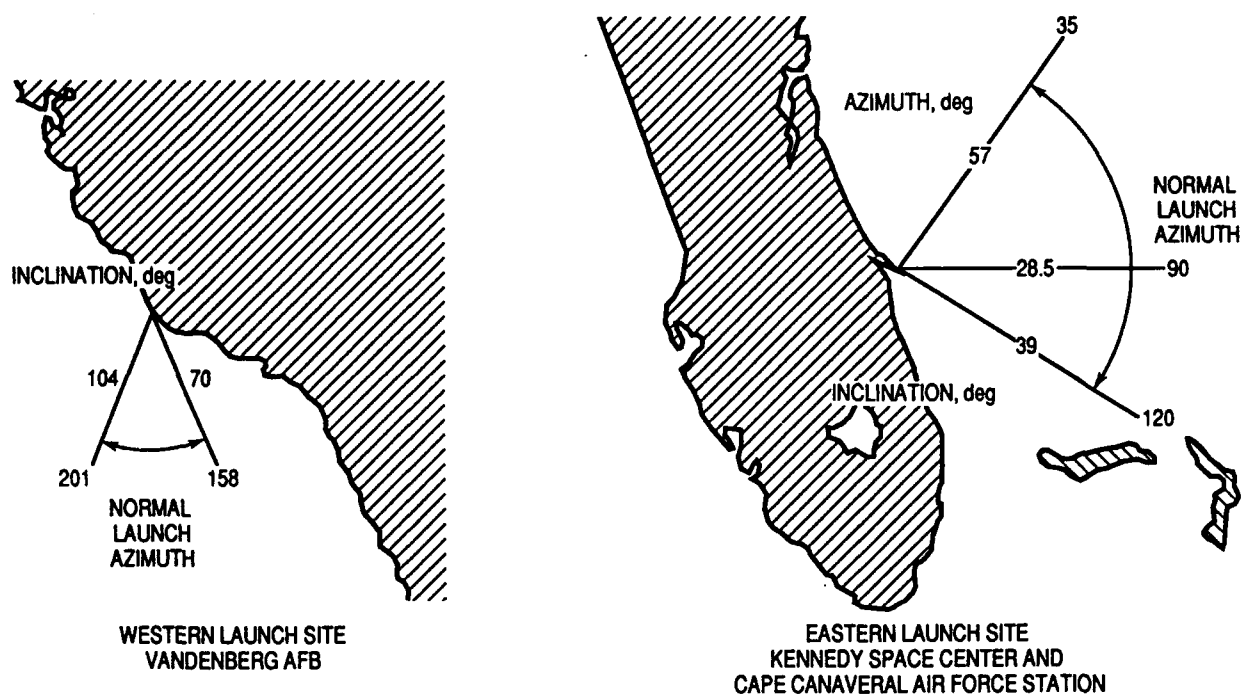 INCLINATION, deg
104
70
201
158
NORMAL
LAUNCH
AZIMUTH
WESTERN LAUNCH SITE
VANDENBERG AFB
35
AZIMUTH, deg
57
NORMAL
LAUNCH
AZIMUTH
28.5
90
39
INCLINATION, deg
120
EASTERN LAUNCH SITE
KENNEDY SPACE CENTER AND
CAPE CANAVERAL AIR FORCE STATION